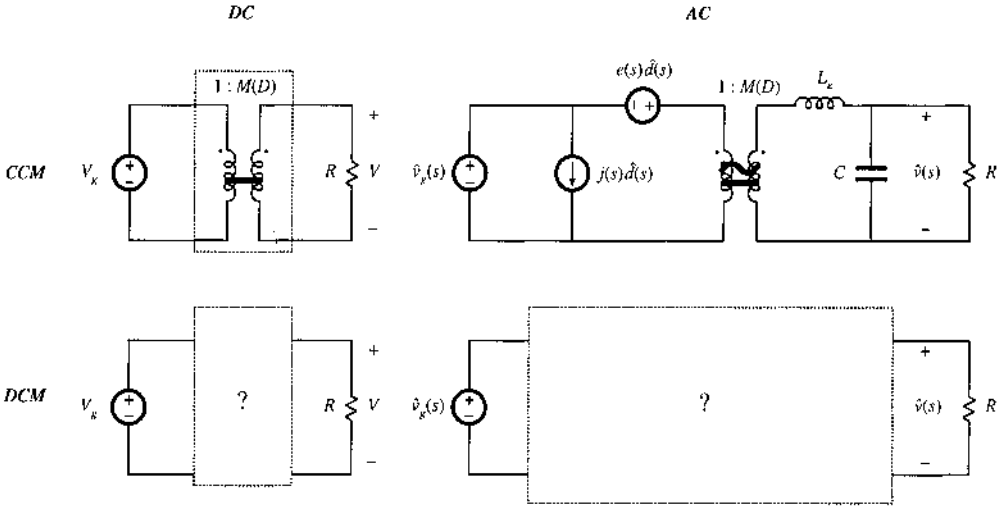 DC
AC
CCM
V_g
1 : M(D)
+
R
V
–
v̂_g(s)
j(s)d̂(s)
e(s)d̂(s)
1 : M(D)
L_e
C
+
v̂(s)
–
R
DCM
V_g
?
+
R
V
–
v̂_g(s)
?
+
v̂(s)
–
R